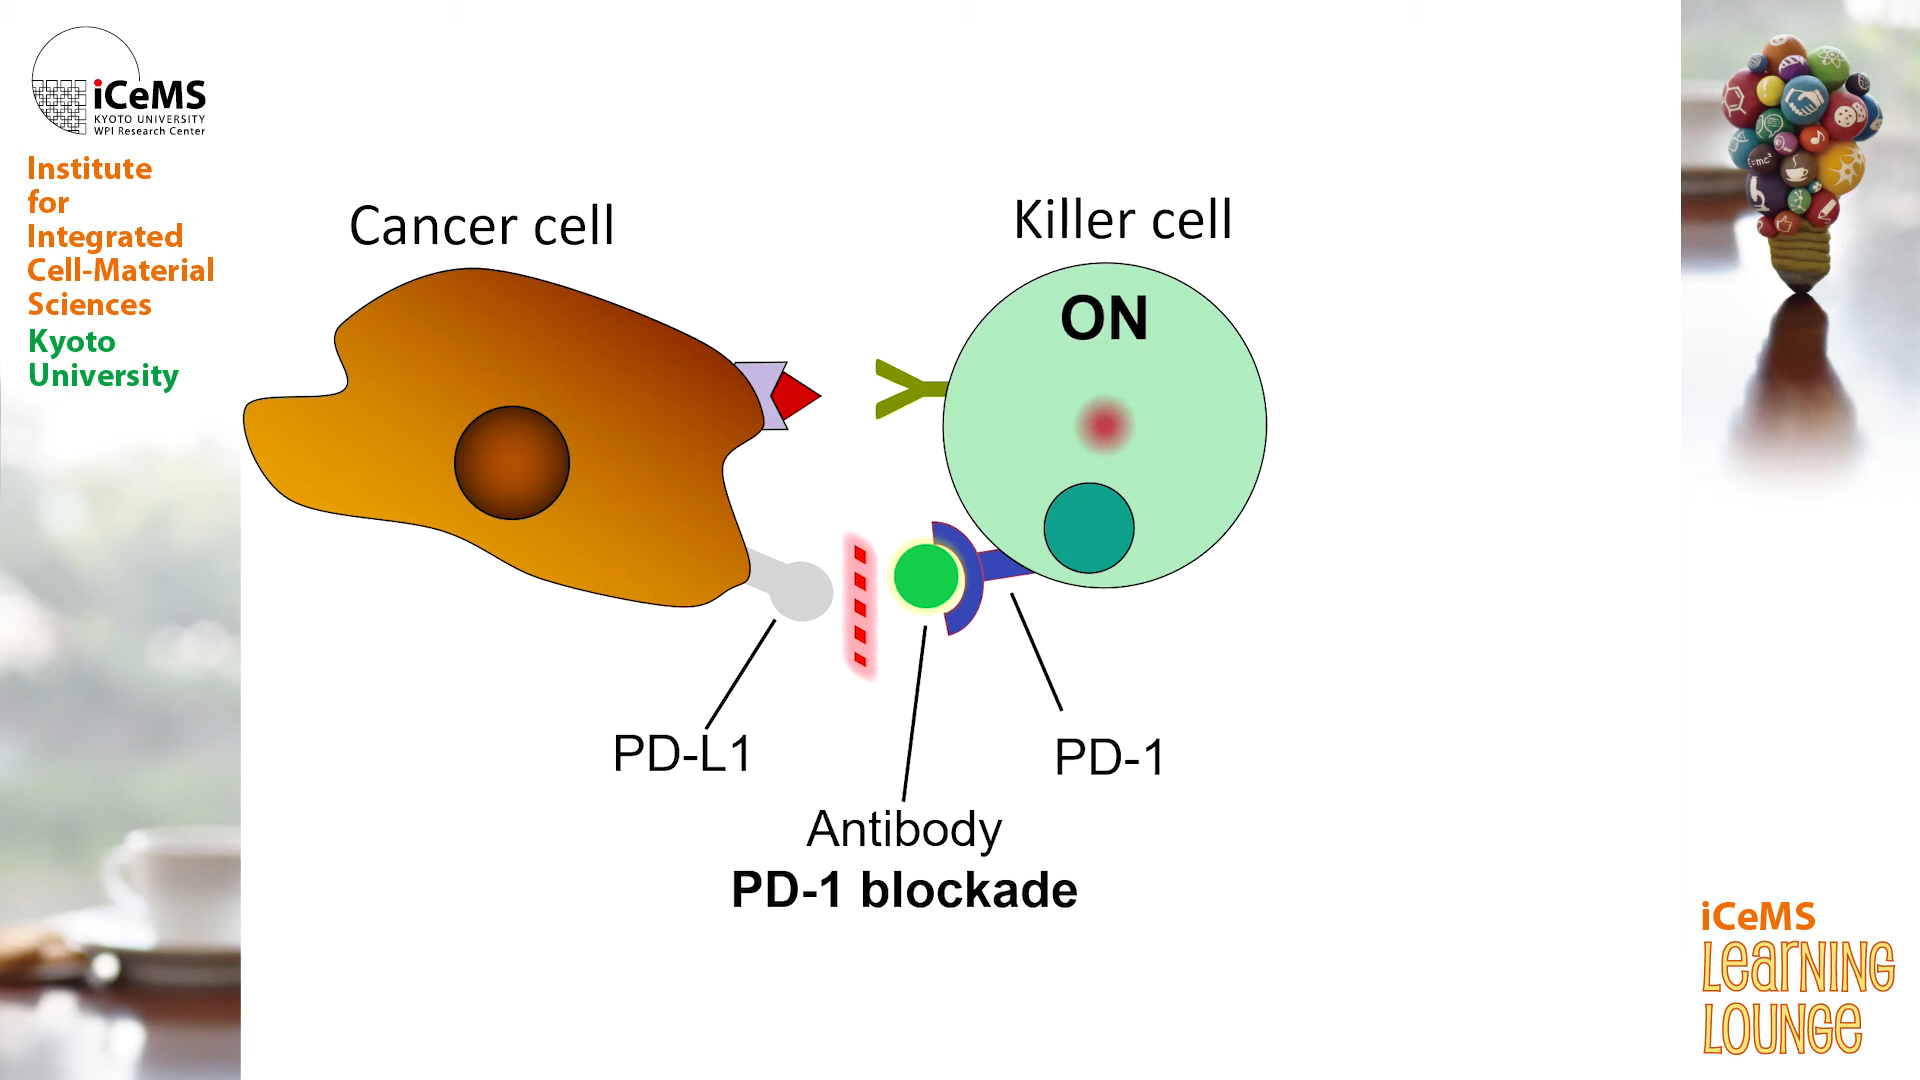 iCeMS
KYOTO UNIVERSITY
WPI Research Center
Institute
for
Integrated
Cell-Material
Sciences
Kyoto
University
Cancer cell
Killer cell
ON
PD-L1
PD-1
Antibody
PD-1 blockade
iCeMS
LeaRNING
LOUNGe